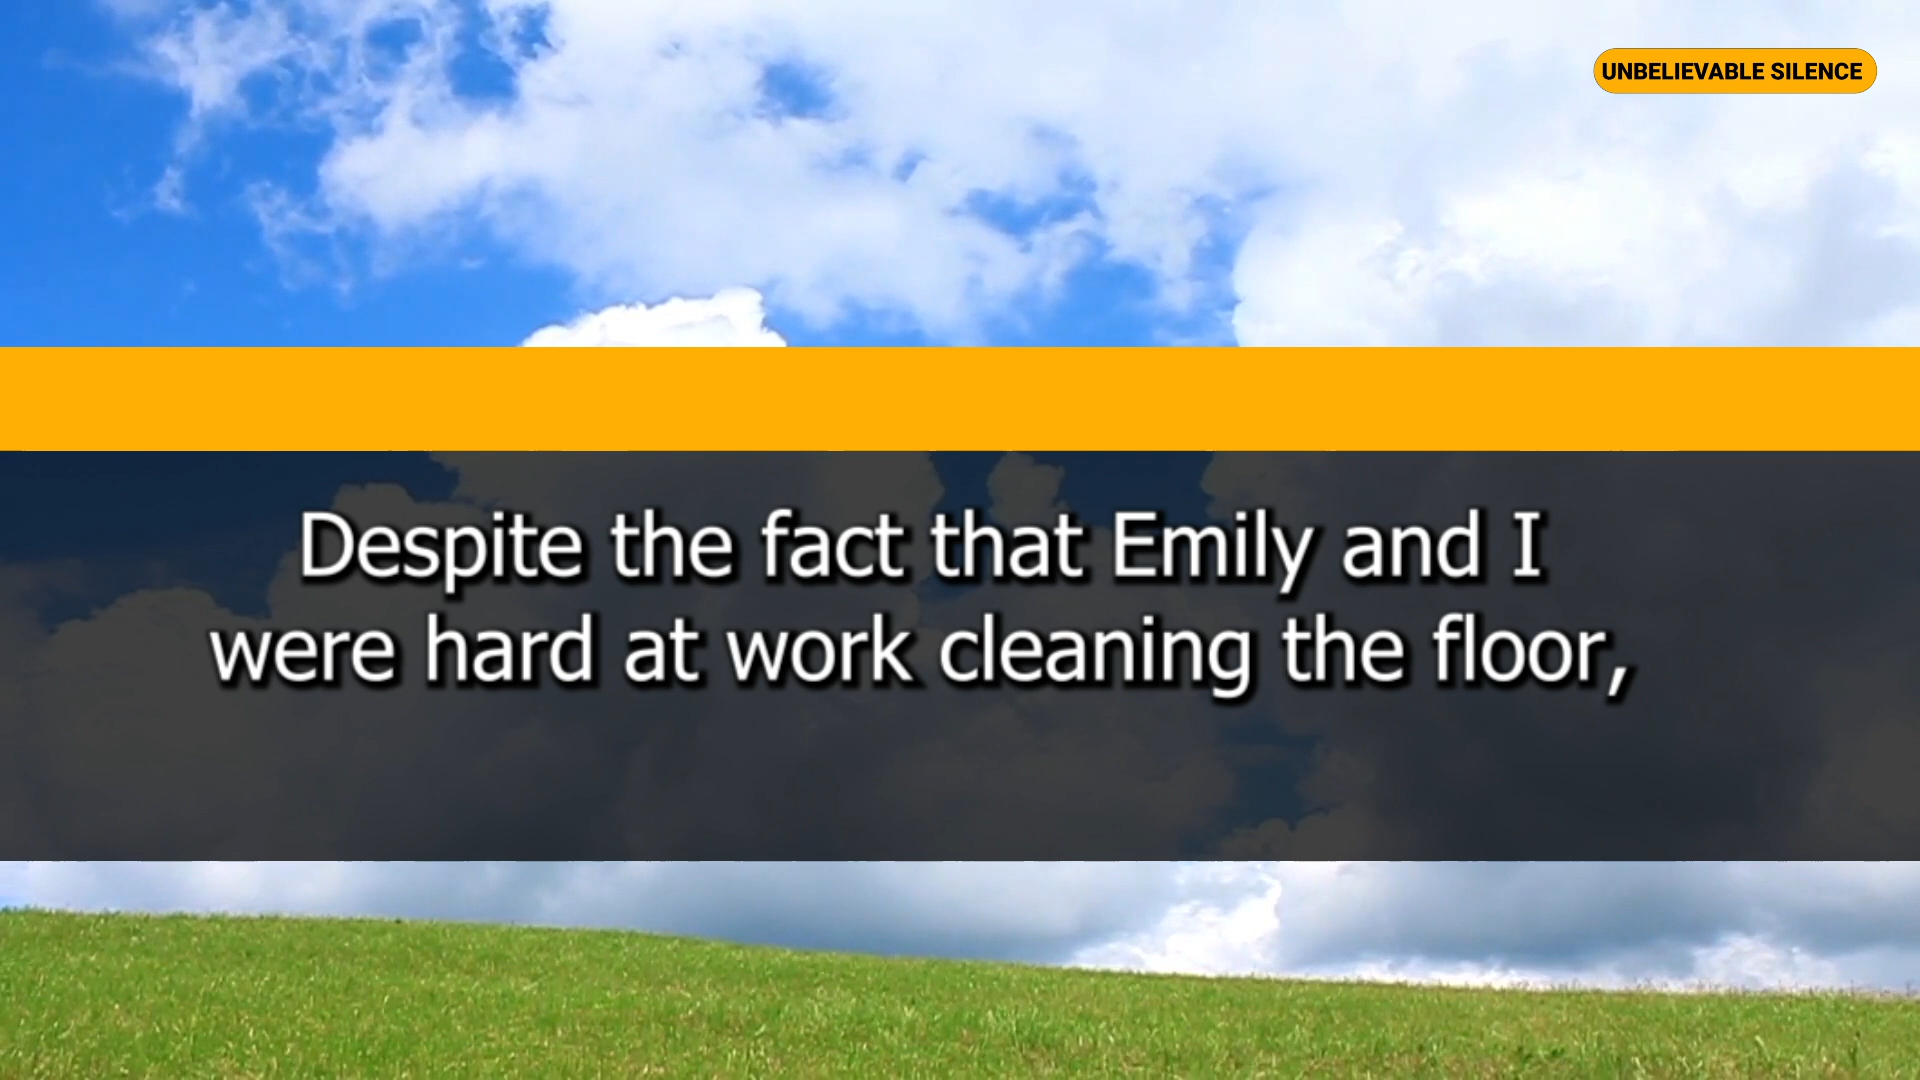 UNBELIEVABLE SILENCE
Despite the fact that Emily and I
were hard at work cleaning the floor,